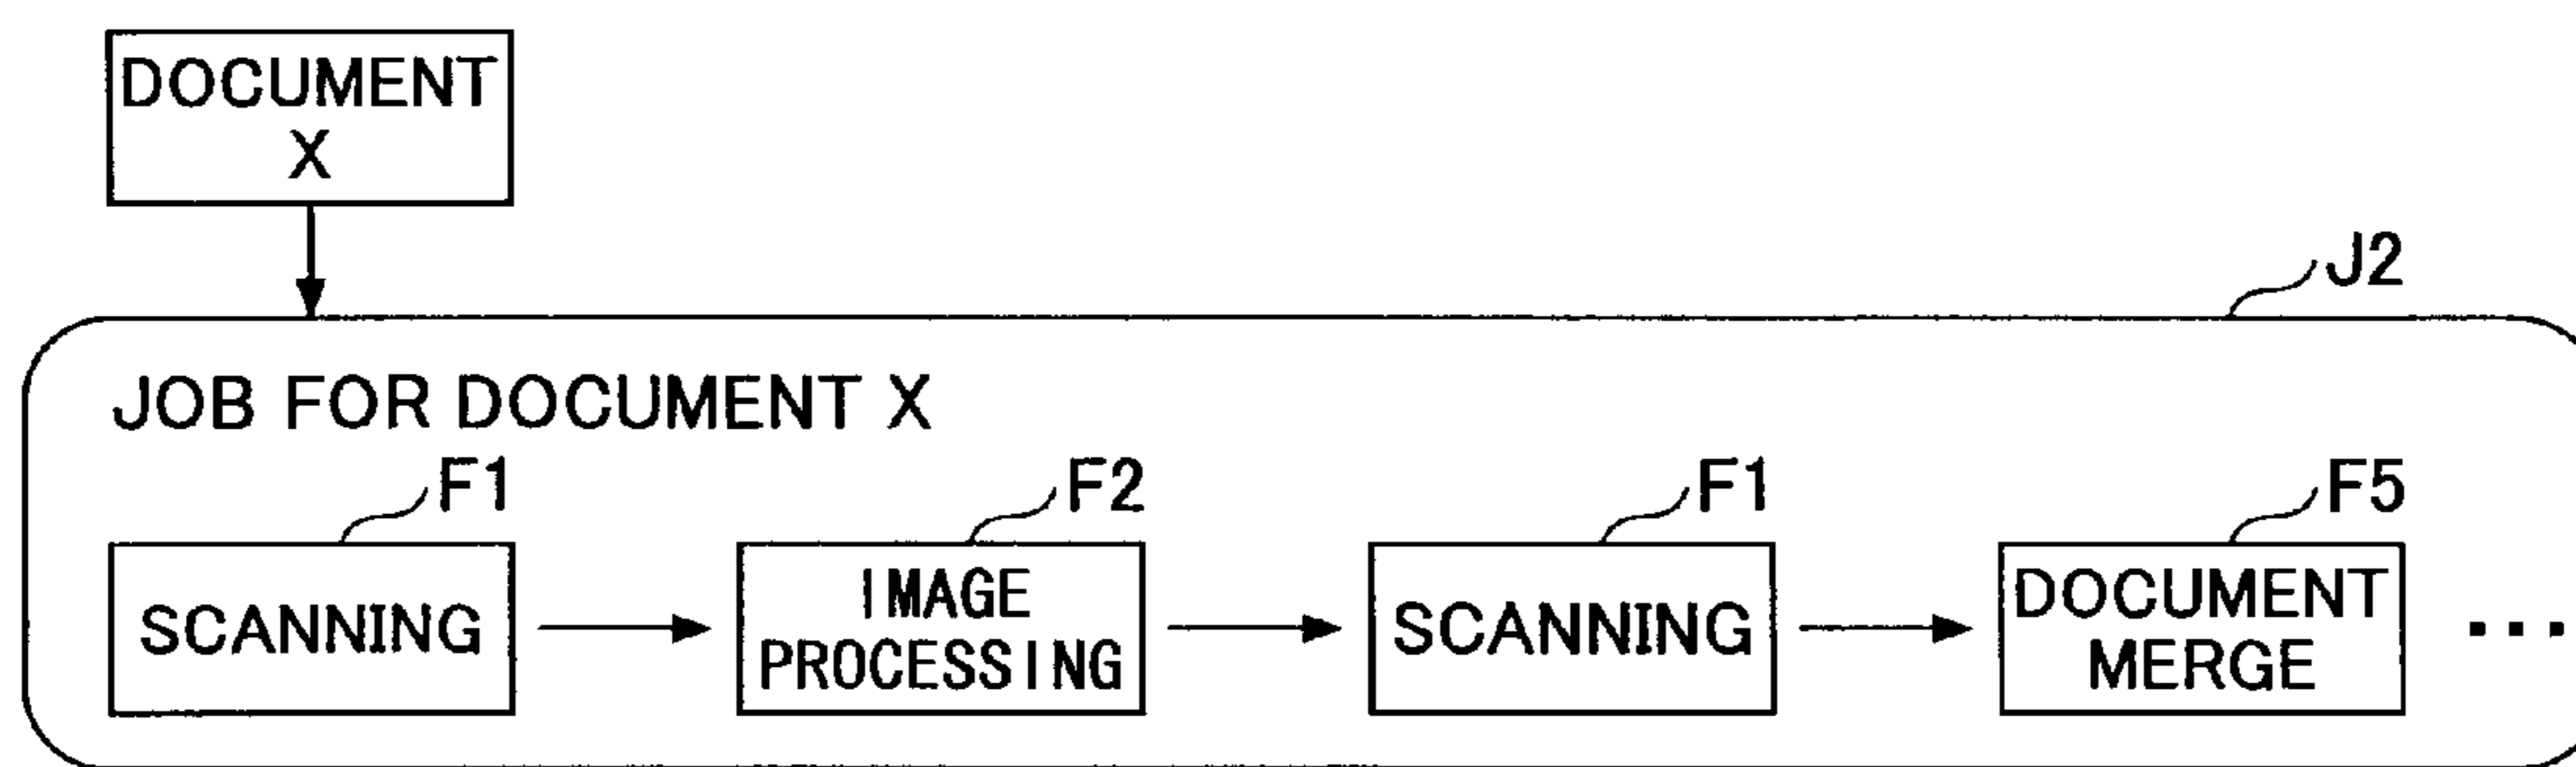 DOCUMENT
X
J2
JOB FOR DOCUMENT X
F1
F2
F1
F5
SCANNING
IMAGE
PROCESSING
SCANNING
DOCUMENT
MERGE
...